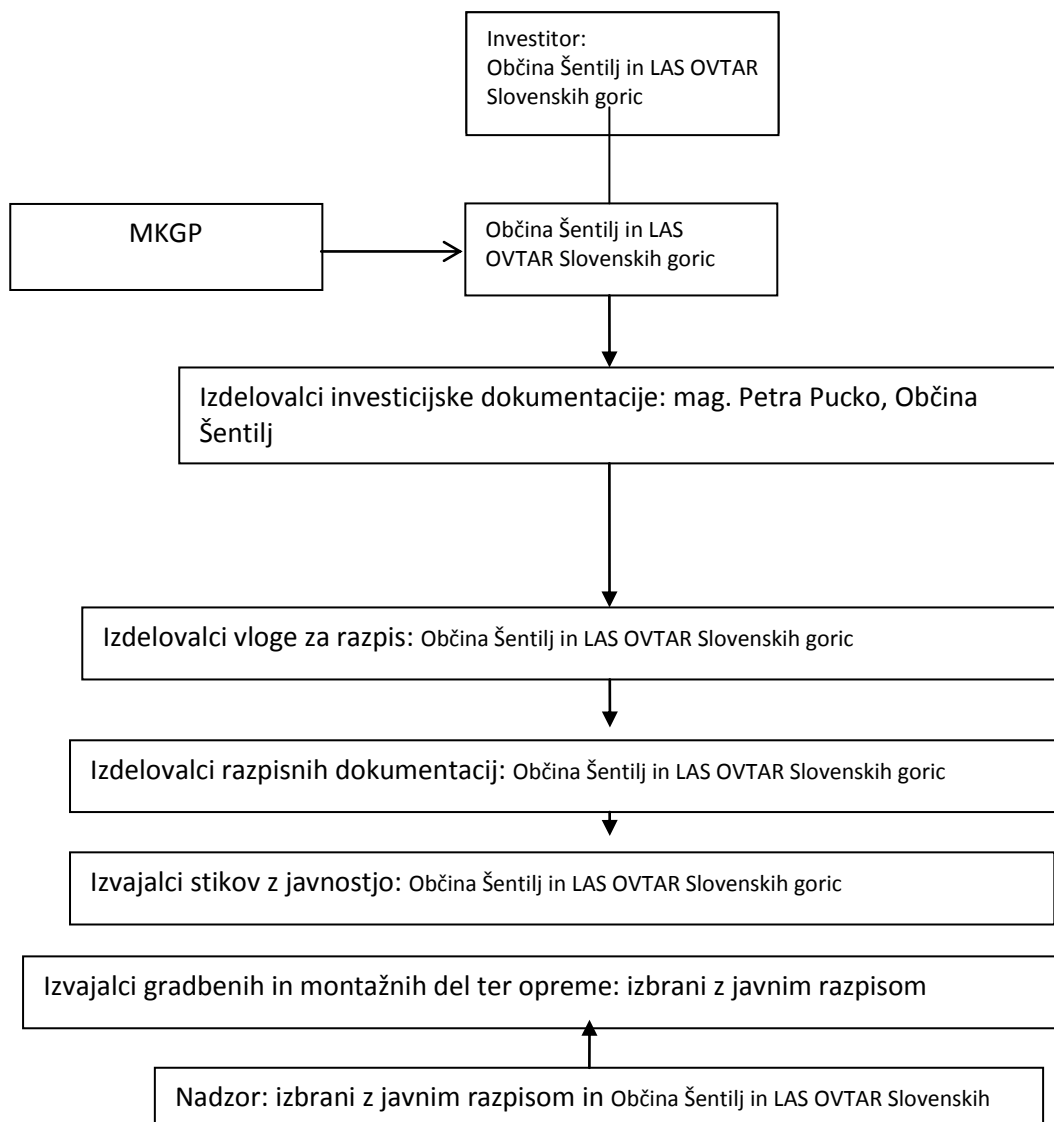 Investitor:
Občina Šentilj in LAS OVTAR
Slovenskih goric
MKGP
Občina Šentilj in LAS
OVTAR Slovenskih goric
Izdelovalci investicijske dokumentacije: mag. Petra Pucko, Občina
Šentilj
Izdelovalci vloge za razpis: Občina Šentilj in LAS OVTAR Slovenskih goric
Izdelovalci razpisnih dokumentacij: Občina Šentilj in LAS OVTAR Slovenskih goric
Izvajalci stikov z javnostjo: Občina Šentilj in LAS OVTAR Slovenskih goric
Izvajalci gradbenih in montažnih del ter opreme: izbrani z javnim razpisom
Nadzor: izbrani z javnim razpisom in Občina Šentilj in LAS OVTAR Slovenskih